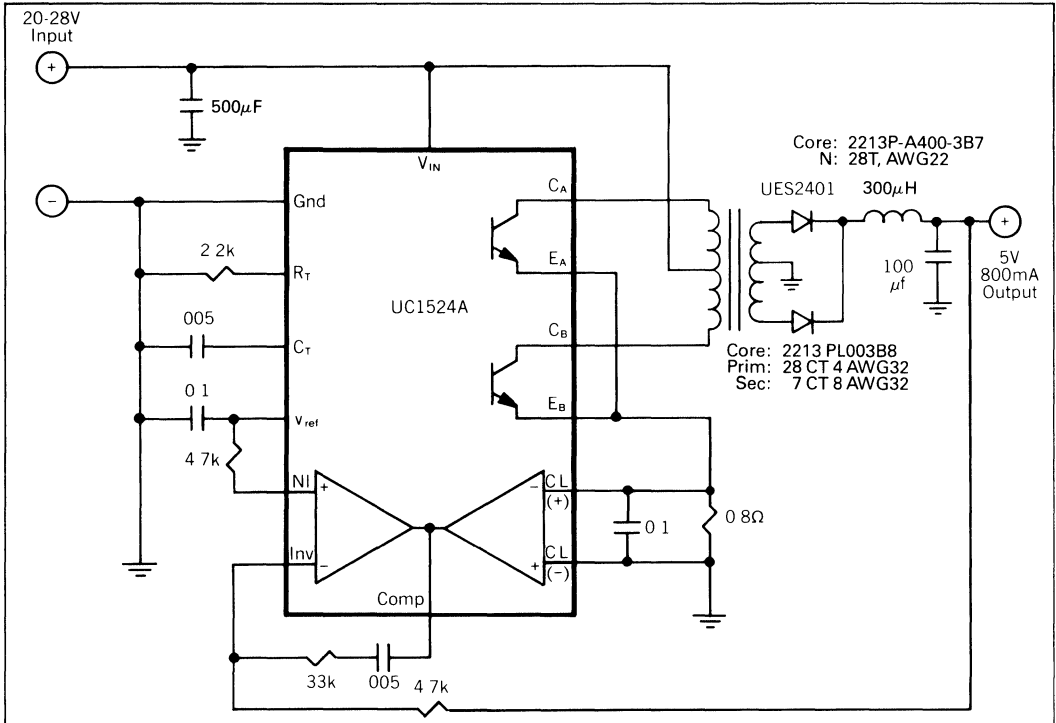 20-28V
Input
+
500μF
−
Gnd
V_IN
2 2k
R_T
005
C_T
0 1
V_ref
4 7k
NI
+
Inv
−
Comp
33k
005
4 7k
UC1524A
C_A
E_A
C_B
E_B
−
CL
(+)
+
CL
(-)
0 1
0 8Ω
Core: 2213P-A400-3B7
N: 28T, AWG22
UES2401
300μH
+
5V
800mA
Output
100
μf
Core: 2213 PL003B8
Prim: 28 CT 4 AWG32
Sec: 7 CT 8 AWG32